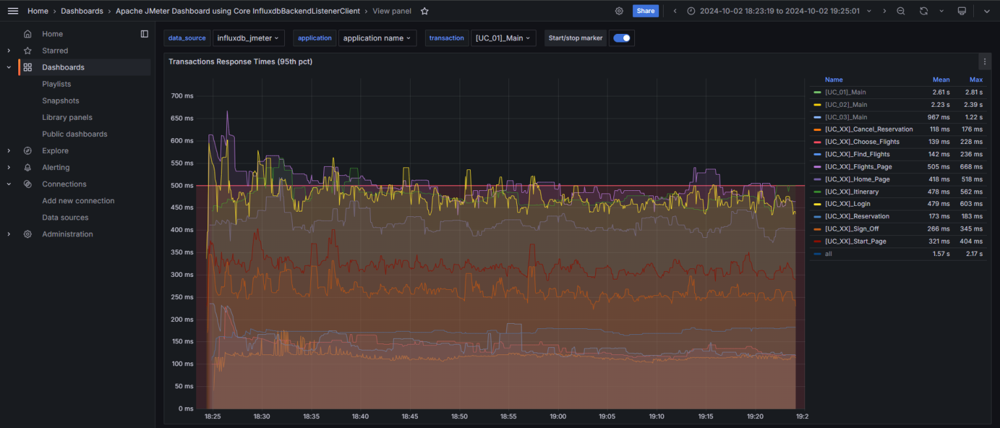 Home › Dashboards › Apache JMeter Dashboard using Core InfluxdbBackendListenerClient › View panel
Share
2024-10-02 18:23:19 to 2024-10-02 19:25:01
Home
Starred
Dashboards
Playlists
Snapshots
Library panels
Public dashboards
Explore
Alerting
Connections
Add new connection
Data sources
Administration
data_source influxdb_jmeter application application name transaction [UC_01]_Main Start/stop marker
Transactions Response Times (95th pct)
700 ms
650 ms
600 ms
550 ms
500 ms
450 ms
400 ms
350 ms
300 ms
250 ms
200 ms
150 ms
100 ms
50 ms
0 ms
18:25 18:30 18:35 18:40 18:45 18:50 18:55 19:00 19:05 19:10 19:15 19:20 19:2
Name Mean Max
[UC_01]_Main 2.61 s 2.81 s
[UC_02]_Main 2.23 s 2.39 s
[UC_03]_Main 967 ms 1.22 s
[UC_XX]_Cancel_Reservation 118 ms 176 ms
[UC_XX]_Choose_Flights 139 ms 228 ms
[UC_XX]_Find_Flights 142 ms 236 ms
[UC_XX]_Flights_Page 505 ms 668 ms
[UC_XX]_Home_Page 418 ms 518 ms
[UC_XX]_Itinerary 478 ms 562 ms
[UC_XX]_Login 479 ms 603 ms
[UC_XX]_Reservation 173 ms 183 ms
[UC_XX]_Sign_Off 266 ms 345 ms
[UC_XX]_Start_Page 321 ms 404 ms
all 1.57 s 2.17 s